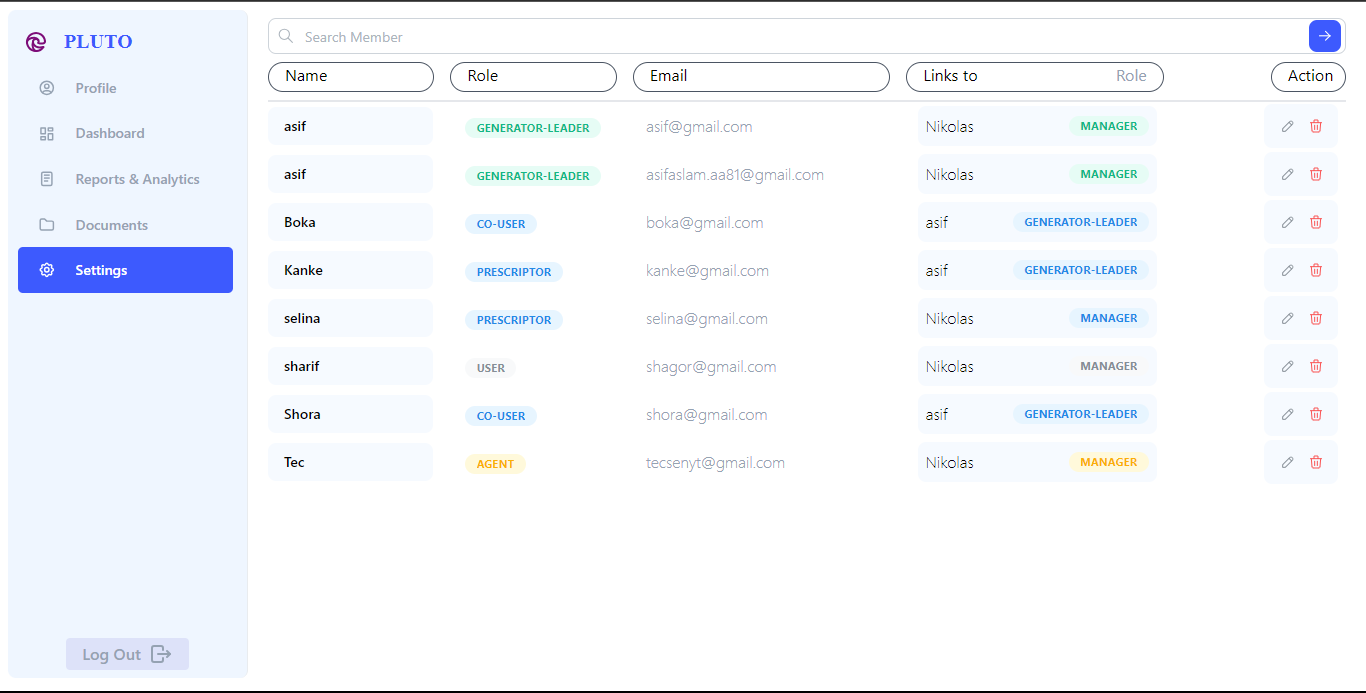 PLUTO
Profile
Dashboard
Reports & Analytics
Documents
Settings
Log Out
Search Member
Name Role Email Links to Role Action
asif GENERATOR-LEADER asif@gmail.com Nikolas MANAGER
asif GENERATOR-LEADER asifaslam.aa81@gmail.com Nikolas MANAGER
Boka CO-USER boka@gmail.com asif GENERATOR-LEADER
Kanke PRESCRIPTOR kanke@gmail.com asif GENERATOR-LEADER
selina PRESCRIPTOR selina@gmail.com Nikolas MANAGER
sharif USER shagor@gmail.com Nikolas MANAGER
Shora CO-USER shora@gmail.com asif GENERATOR-LEADER
Tec AGENT tecsenyt@gmail.com Nikolas MANAGER